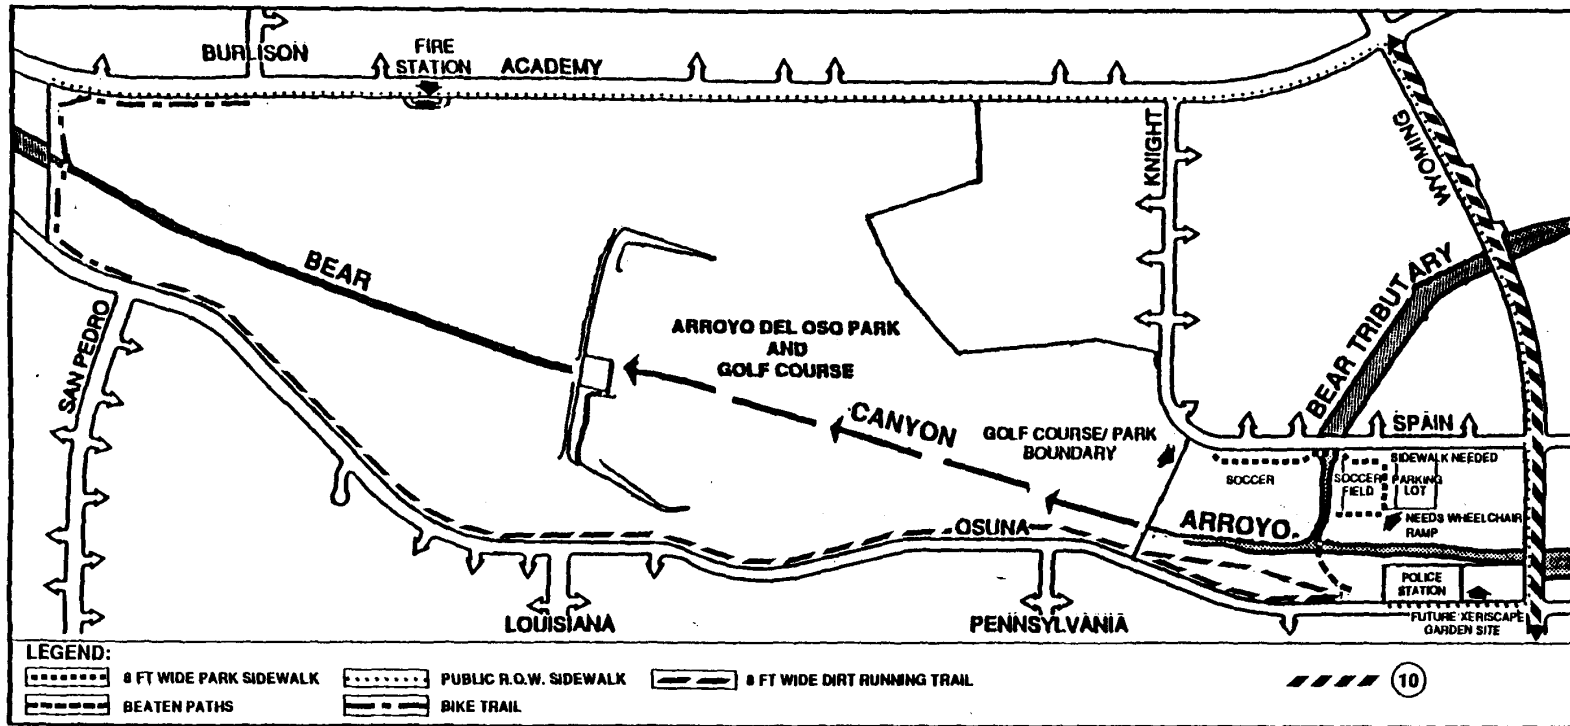 BURLISON
FIRE
STATION
ACADEMY
KNIGHT
WYOMING
BEAR
SAN PEDRO
ARROYO DEL OSO PARK
AND
GOLF COURSE
BEAR TRIBUTARY
CANYON
GOLF COURSE/ PARK
BOUNDARY
SPAIN
SIDEWALK NEEDED
SOCCER
SOCCER
FIELD
PARKING
LOT
OSUNA
ARROYO.
NEEDS WHEELCHAIR
RAMP
POLICE
STATION
LOUISIANA
PENNSYLVANIA
FUTURE XERISCAPE
GARDEN SITE
LEGEND:
8 FT WIDE PARK SIDEWALK
PUBLIC R.O.W. SIDEWALK
8 FT WIDE DIRT RUNNING TRAIL
10
BEATEN PATHS
BIKE TRAIL